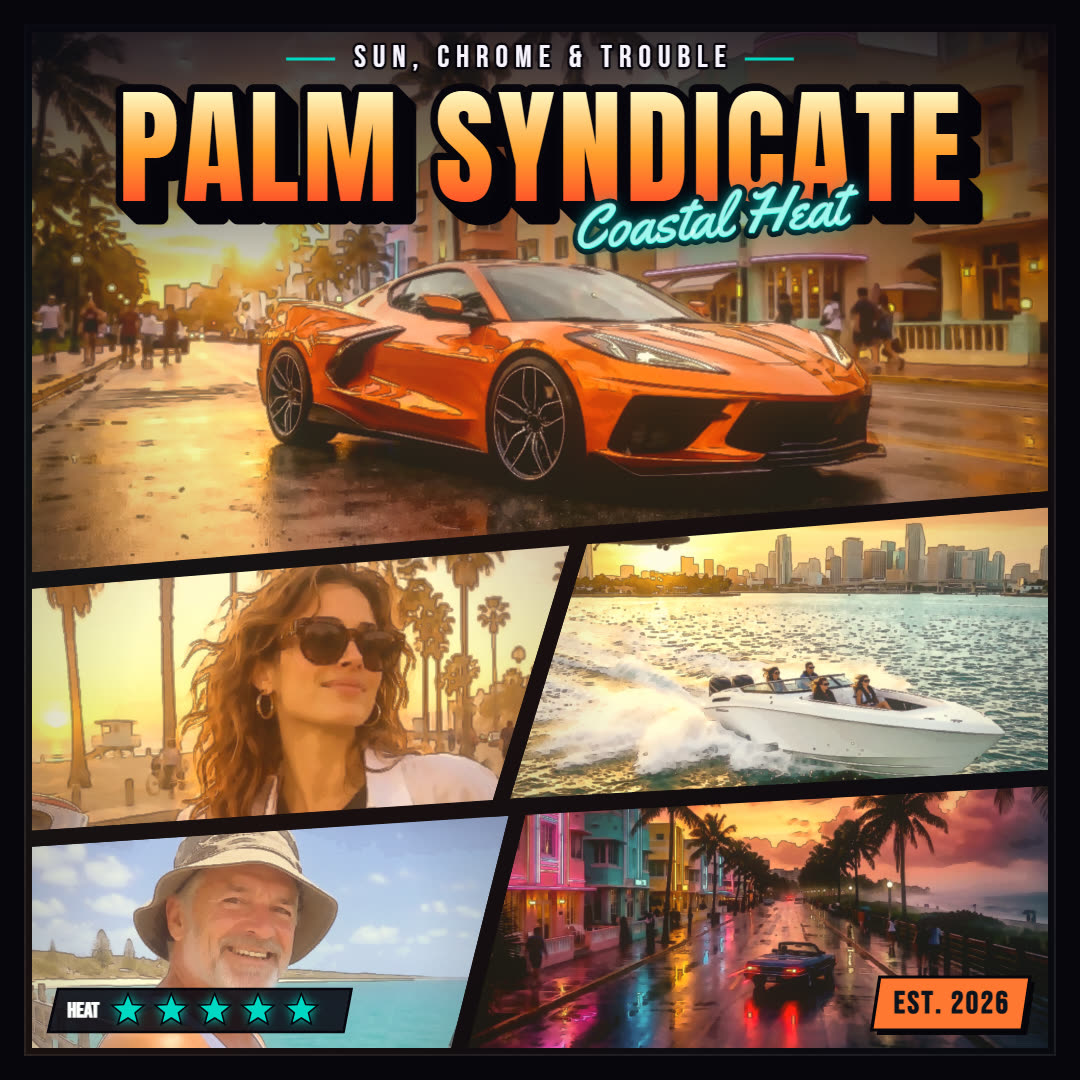 SUN, CHROME & TROUBLE
PALM SYNDICATE
Coastal Heat
HEAT
EST. 2026